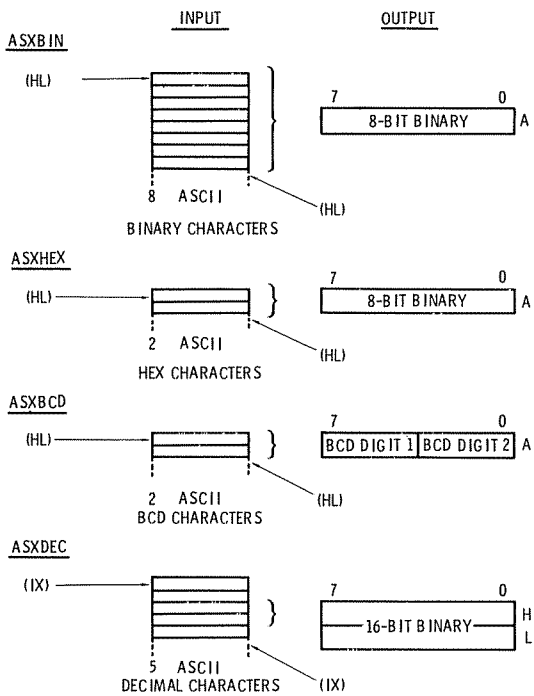 INPUT OUTPUT
ASXBIN
(HL)
7 0
8-BIT BINARY A
8 ASCII
(HL)
BINARY CHARACTERS
ASXHEX
7 0
(HL) 8-BIT BINARY A
2 ASCII
(HL)
HEX CHARACTERS
ASXBCD
7 0
(HL) BCD DIGIT 1 BCD DIGIT 2 A
2 ASCII (HL)
BCD CHARACTERS
ASXDEC
(IX) 7 0
H
16-BIT BINARY
L
5 ASCII
DECIMAL CHARACTERS (IX)